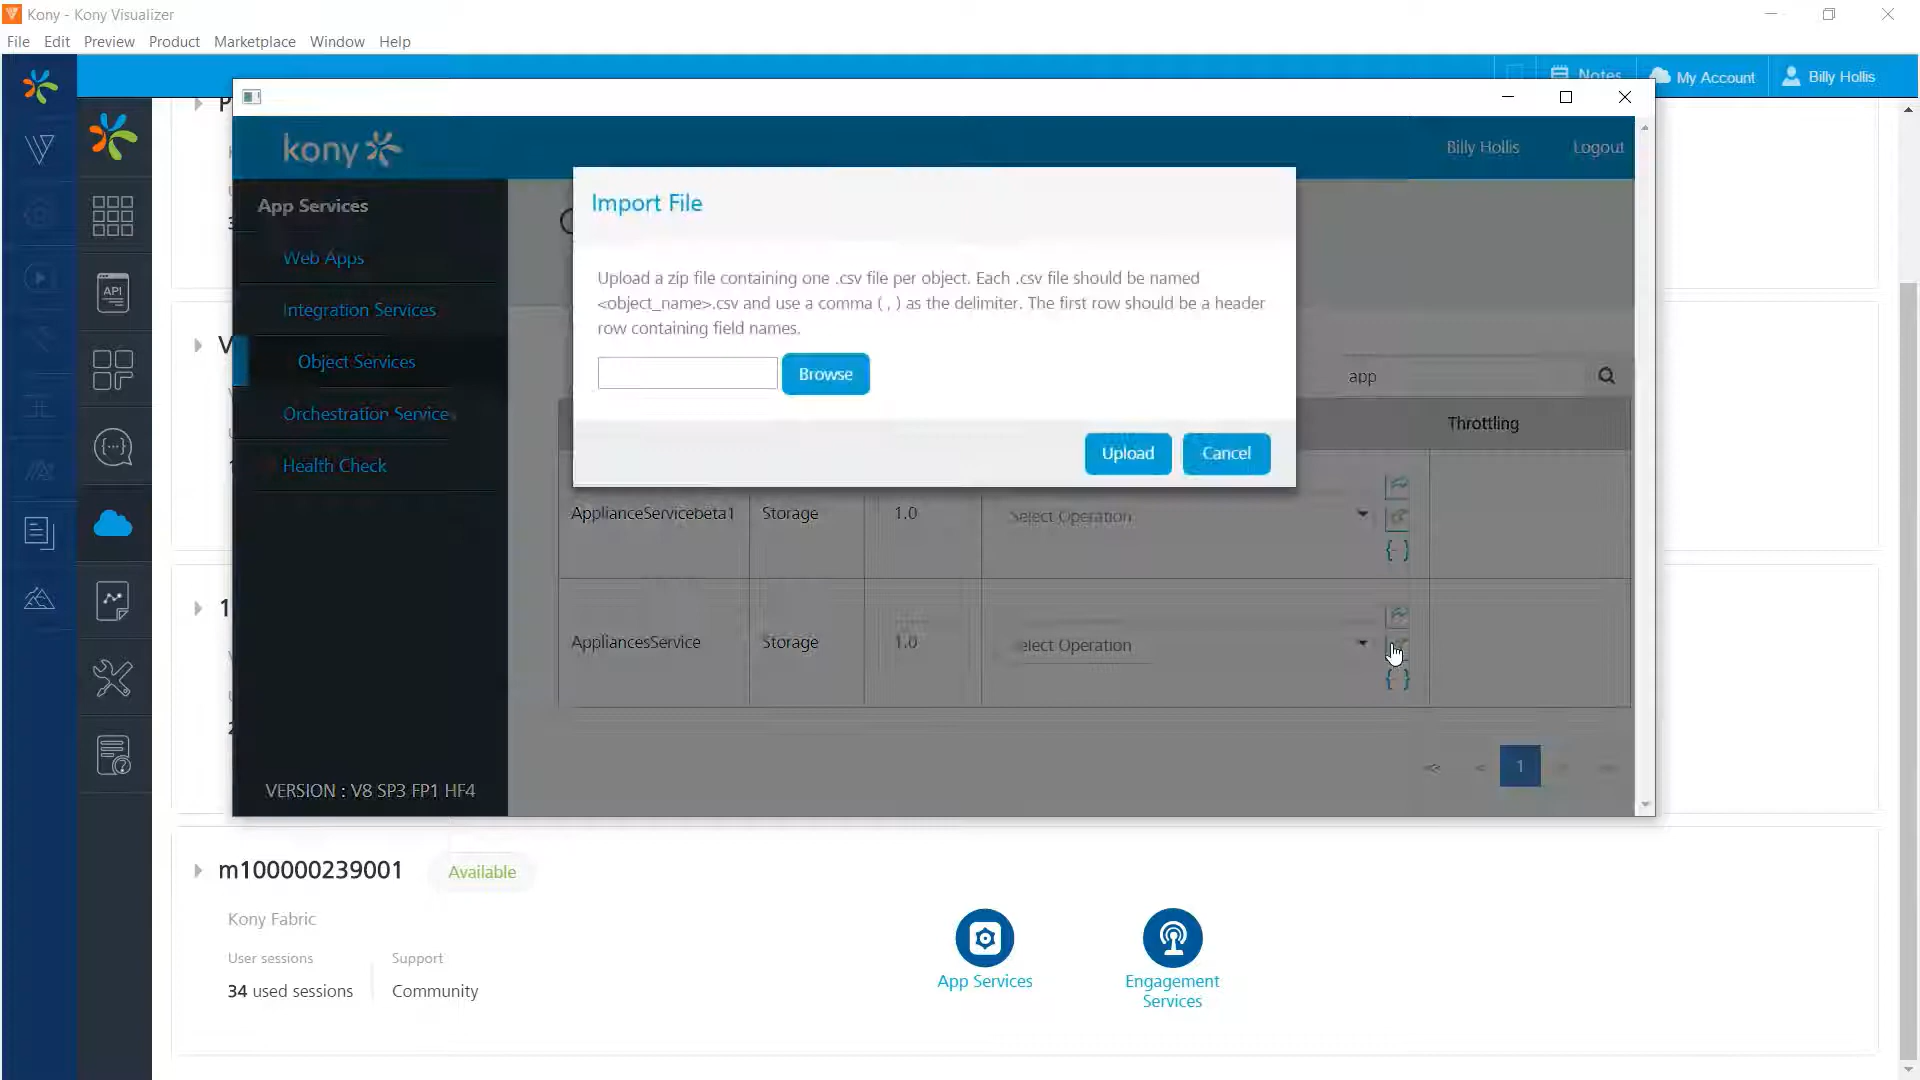 Kony - Kony Visualizer
File Edit Preview Product Marketplace Window Help
Notes My Account Billy Hollis
kony Billy Hollis Logout
App Services
Web Apps
Integration Services
Object Services
Orchestration Service
Health Check
VERSION : V8 SP3 FP1 HF4
API
Import File
Upload a zip file containing one .csv file per object. Each .csv file should be named
<object_name>.csv and use a comma ( , ) as the delimiter. The first row should be a header
row containing field names.
Browse
Upload Cancel
app
Throttling
ApplianceServicebeta1 Storage 1.0 Select Operation
AppliancesService Storage 1.0 Select Operation
1
m100000239001 Available
Kony Fabric
User sessions Support
34 used sessions Community
App Services
Engagement
Services